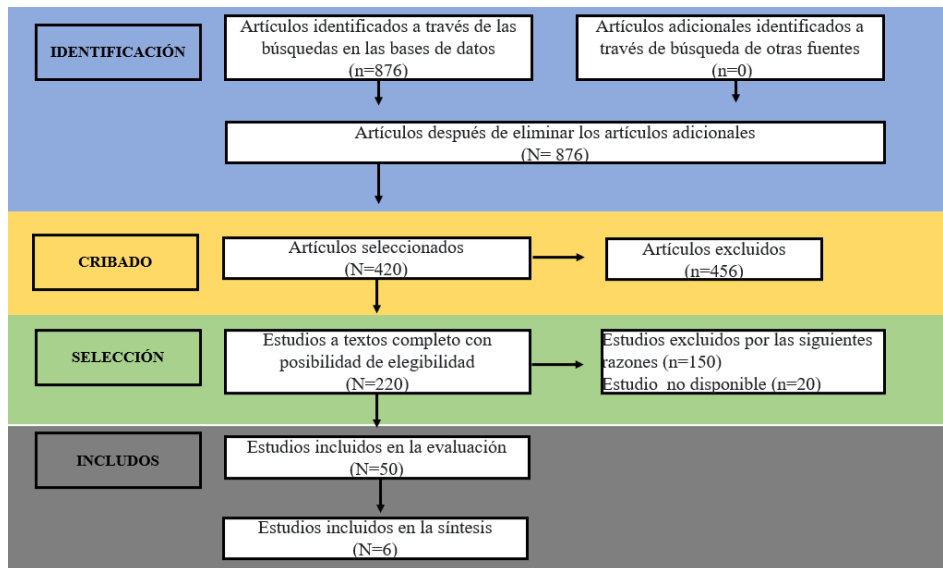 IDENTIFICACIÓN
Artículos identificados a través de las
búsquedas en las bases de datos
(n=876)
Artículos adicionales identificados a
través de búsqueda de otras fuentes
(n=0)
Artículos después de eliminar los artículos adicionales
(N= 876)
CRIBADO
Artículos seleccionados
(N=420)
Artículos excluidos
(n=456)
SELECCIÓN
Estudios a textos completo con
posibilidad de elegibilidad
(N=220)
Estudios excluidos por las siguientes
razones (n=150)
Estudio no disponible (n=20)
INCLUDOS
Estudios incluidos en la evaluación
(N=50)
Estudios incluidos en la síntesis
(N=6)